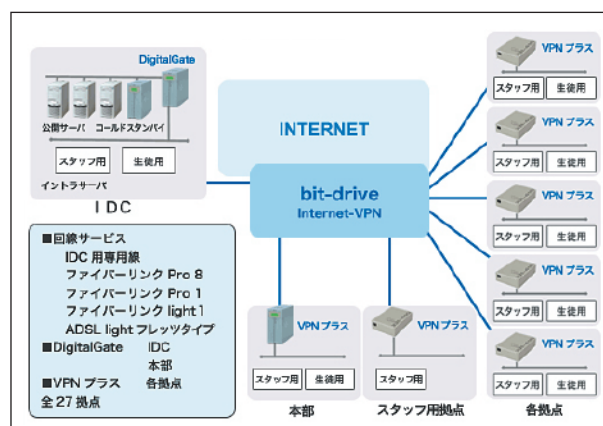 DigitalGate
公開サーバ コールドスタンバイ
スタッフ用 生徒用
イントラサーバ
IDC
INTERNET
bit-drive
Internet-VPN
VPNプラス
スタッフ用 生徒用
VPNプラス
スタッフ用 生徒用
VPNプラス
スタッフ用 生徒用
VPNプラス
スタッフ用 生徒用
VPNプラス
スタッフ用 生徒用
各拠点
VPNプラス
スタッフ用 生徒用
本部
VPNプラス
スタッフ用
スタッフ用拠点
■回線サービス
IDC用専用線
ファイバーリンク Pro 8
ファイバーリンク Pro 1
ファイバーリンク light 1
ADSL light フレッツタイプ
■DigitalGate IDC
本部
■VPNプラス 各拠点
全27拠点